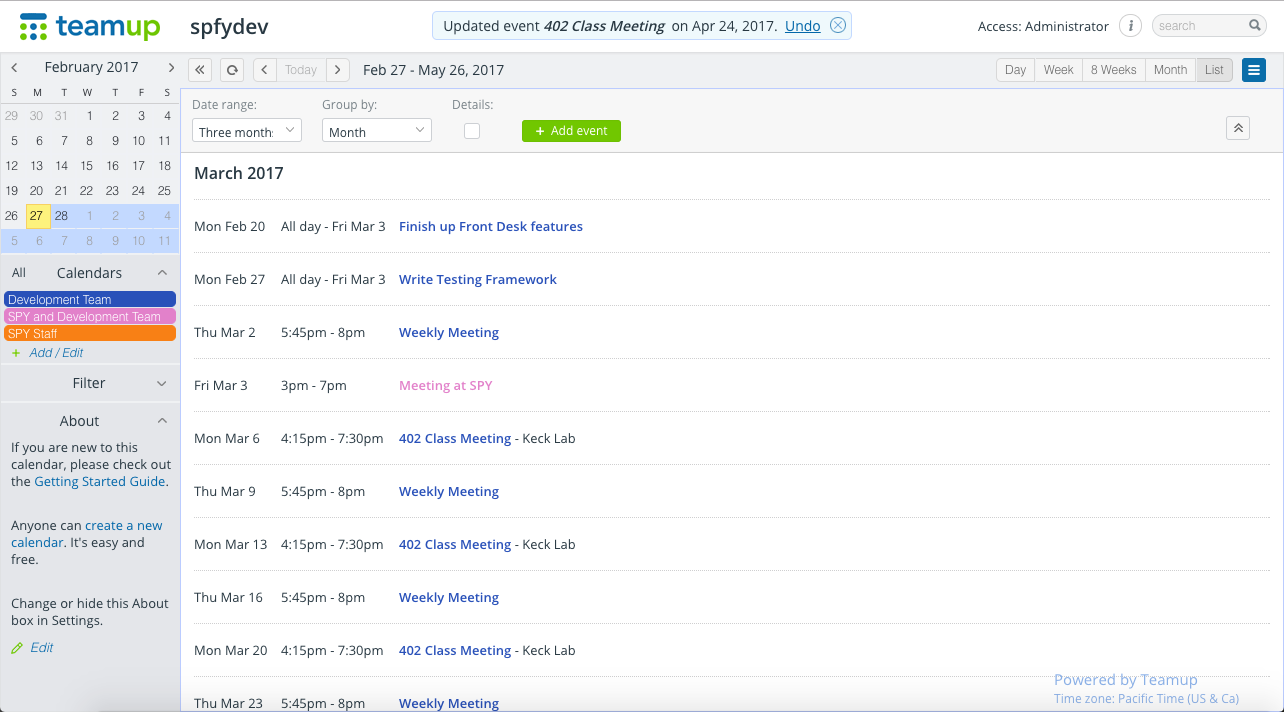 teamup spfydev Updated event 402 Class Meeting on Apr 24, 2017. Undo Access: Administrator i search
February 2017 Today Feb 27 - May 26, 2017 Day Week 8 Weeks Month List
S M T W T F S
29 30 31 1 2 3 4
5 6 7 8 9 10 11
12 13 14 15 16 17 18
19 20 21 22 23 24 25
26 27 28 1 2 3 4
5 6 7 8 9 10 11
All Calendars
Development Team
SPY and Development Team
SPY Staff
+ Add / Edit
Filter
About
If you are new to this
calendar, please check out
the Getting Started Guide.
Anyone can create a new
calendar. It's easy and
free.
Change or hide this About
box in Settings.
Edit
Date range: Group by: Details:
Three month: Month + Add event
March 2017
Mon Feb 20 All day - Fri Mar 3 Finish up Front Desk features
Mon Feb 27 All day - Fri Mar 3 Write Testing Framework
Thu Mar 2 5:45pm - 8pm Weekly Meeting
Fri Mar 3 3pm - 7pm Meeting at SPY
Mon Mar 6 4:15pm - 7:30pm 402 Class Meeting - Keck Lab
Thu Mar 9 5:45pm - 8pm Weekly Meeting
Mon Mar 13 4:15pm - 7:30pm 402 Class Meeting - Keck Lab
Thu Mar 16 5:45pm - 8pm Weekly Meeting
Mon Mar 20 4:15pm - 7:30pm 402 Class Meeting - Keck Lab
Thu Mar 23 5:45pm - 8pm Weekly Meeting
Powered by Teamup
Time zone: Pacific Time (US & Ca)